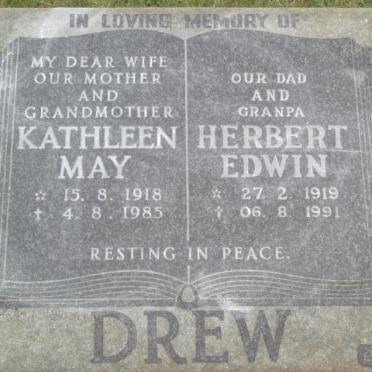 IN LOVING MEMORY OF
MY DEAR WIFE
OUR MOTHER
AND
GRANDMOTHER
KATHLEEN
MAY
☆ 15. 8. 1918
† 4. 8. 1985
OUR DAD
AND
GRANPA
HERBERT
EDWIN
☆ 27. 2. 1919
† 06. 8. 1991
RESTING IN PEACE.
DREW